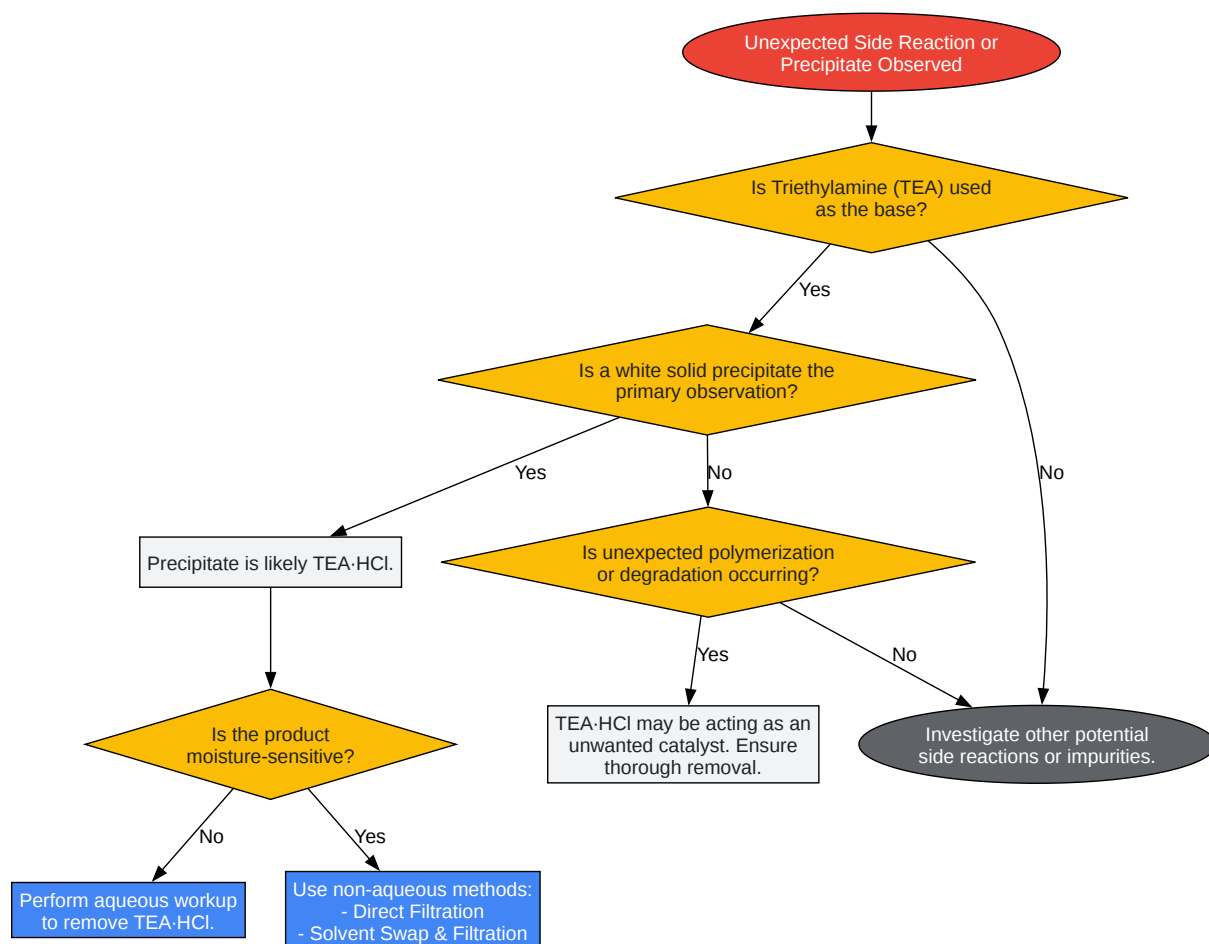 Unexpected Side Reaction or
Precipitate Observed
Is Triethylamine (TEA) used
as the base?
Yes
Is a white solid precipitate the
primary observation?
Yes
No
No
Precipitate is likely TEA·HCl.
Is unexpected polymerization
or degradation occurring?
Yes
No
Is the product
moisture-sensitive?
TEA·HCl may be acting as an
unwanted catalyst. Ensure
thorough removal.
Investigate other potential
side reactions or impurities.
No
Yes
Perform aqueous workup
to remove TEA·HCl.
Use non-aqueous methods:
- Direct Filtration
- Solvent Swap & Filtration